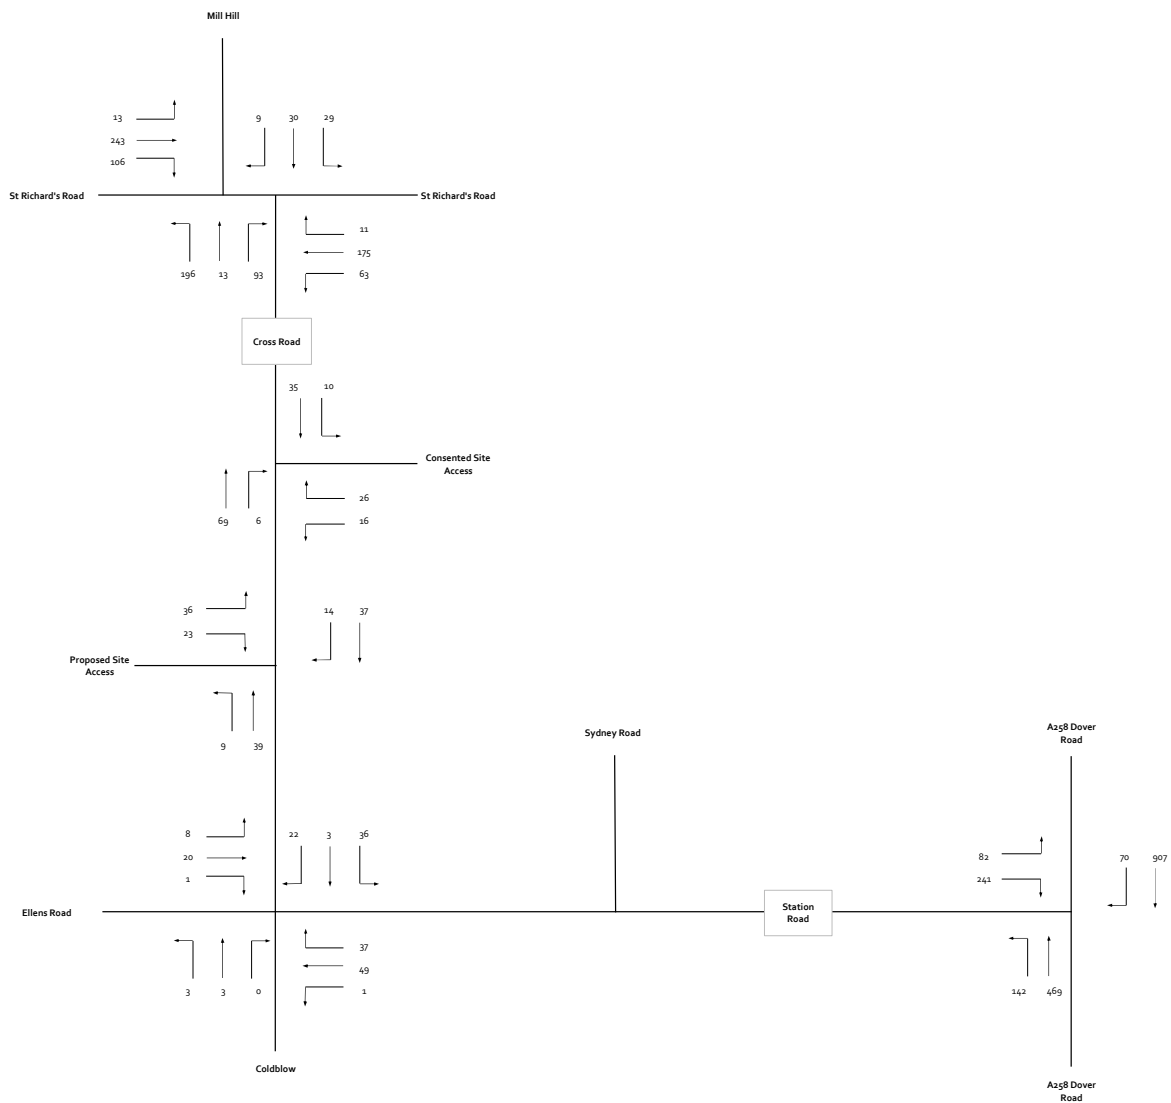 Mill Hill
13
9
30
29
243
106
St Richard's Road
St Richard's Road
11
175
63
196
13
93
Cross Road
35
10
Consented Site
Access
26
16
69
6
36
23
14
37
Proposed Site
Access
9
39
Sydney Road
A258 Dover
Road
8
20
1
22
3
36
82
241
70
907
Ellens Road
Station
Road
37
49
1
3
3
0
142
469
Coldblow
A258 Dover
Road